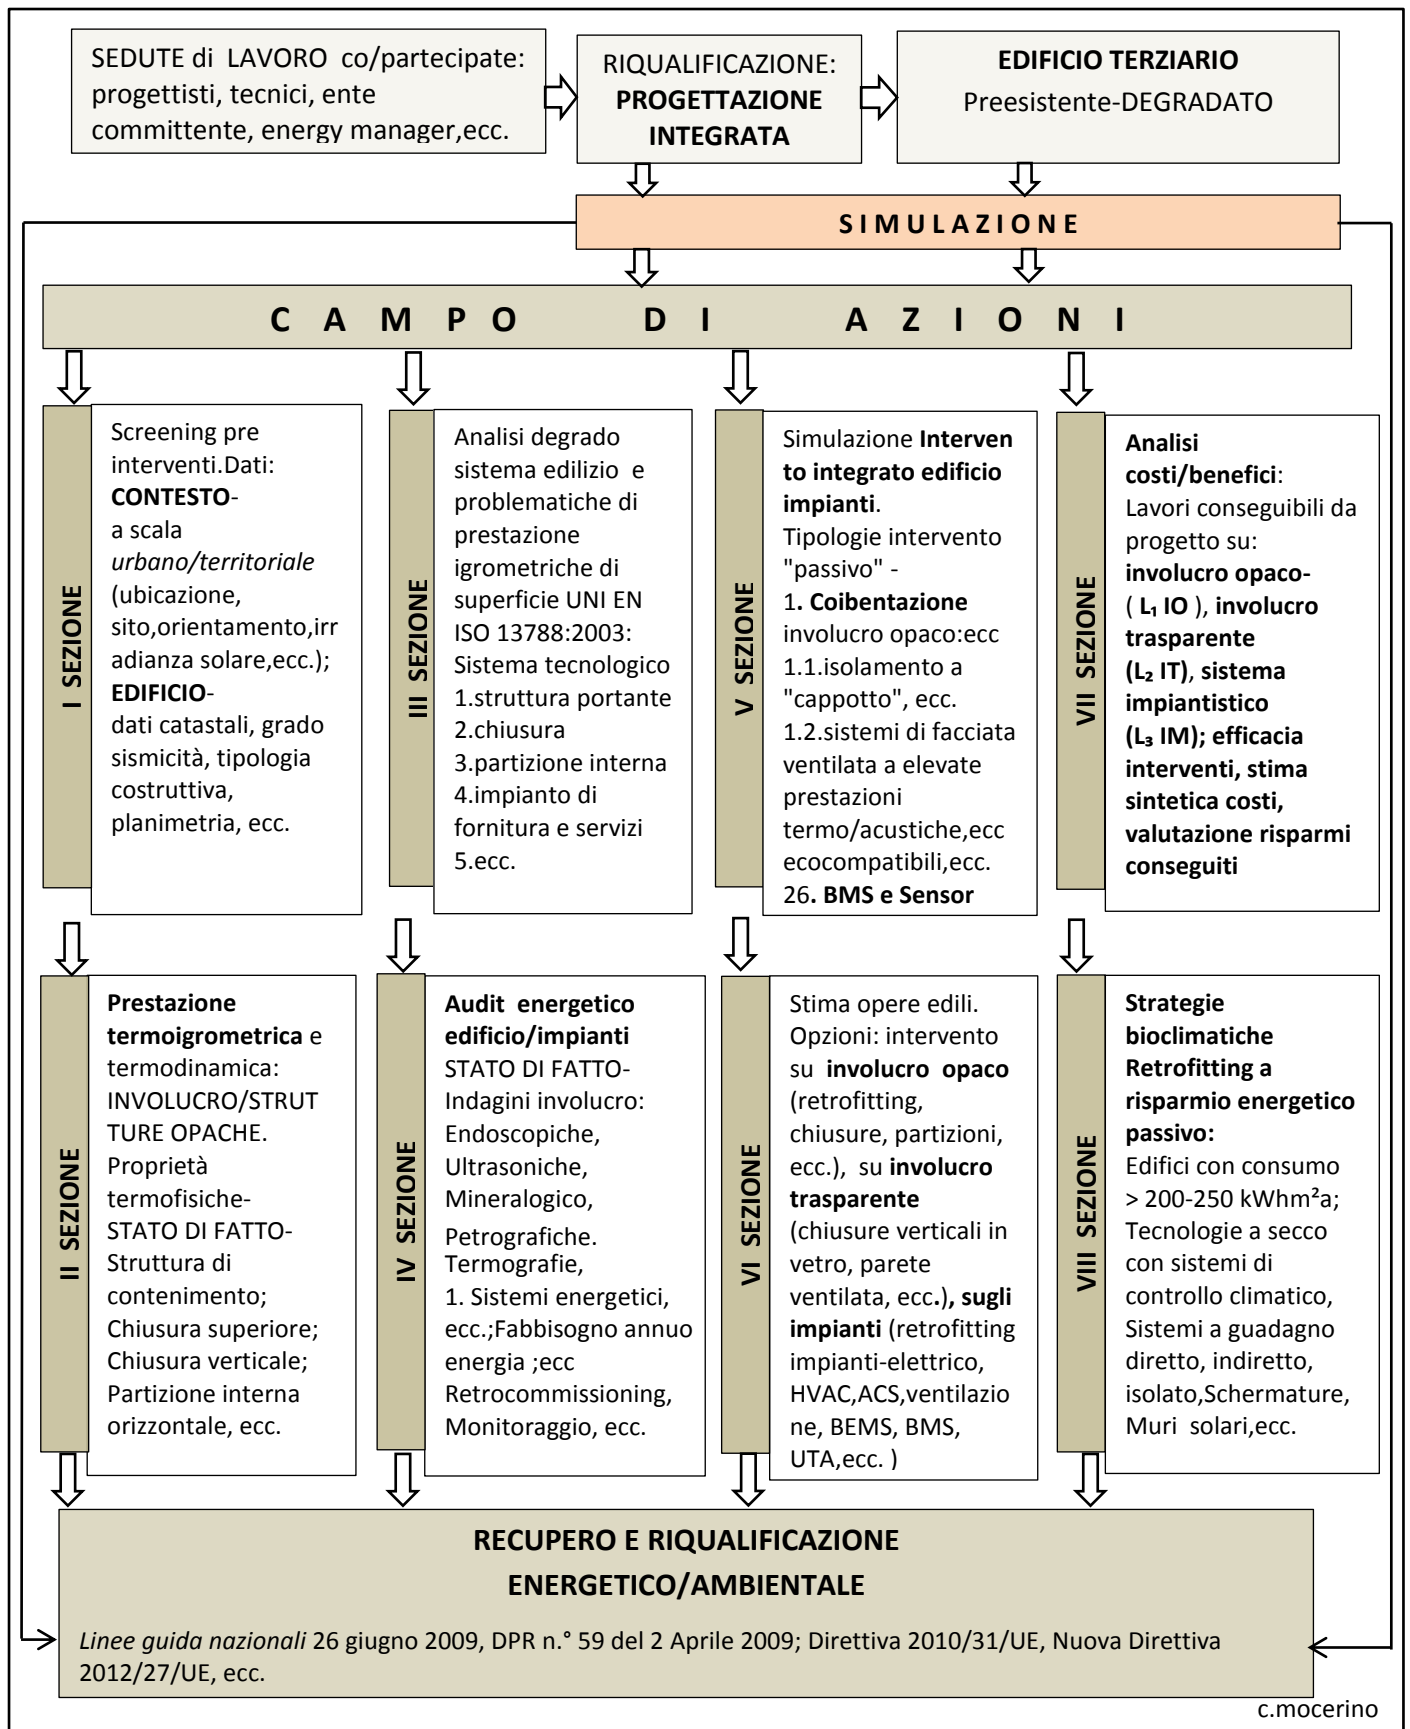 SEDUTE di LAVORO co/partecipate:
progettisti, tecnici, ente
committente, energy manager,ecc.
RIQUALIFICAZIONE:
PROGETTAZIONE
INTEGRATA
EDIFICIO TERZIARIO
Preesistente-DEGRADATO
SIMULAZIONE
CAMPO DI AZIONI
I SEZIONE
Screening pre
interventi.Dati:
CONTESTO-
a scala
urbano/territoriale
(ubicazione,
sito,orientamento,irr
adianza solare,ecc.);
EDIFICIO-
dati catastali, grado
sismicità, tipologia
costruttiva,
planimetria, ecc.
III SEZIONE
Analisi degrado
sistema edilizio e
problematiche di
prestazione
igrometriche di
superficie UNI EN
ISO 13788:2003:
Sistema tecnologico
1.struttura portante
2.chiusura
3.partizione interna
4.impianto di
fornitura e servizi
5.ecc.
V SEZIONE
Simulazione Interven
to integrato edificio
impianti.
Tipologie intervento
"passivo" -
1. Coibentazione
involucro opaco:ecc
1.1.isolamento a
"cappotto", ecc.
1.2.sistemi di facciata
ventilata a elevate
prestazioni
termo/acustiche,ecc
ecocompatibili,ecc.
26. BMS e Sensor
VII SEZIONE
Analisi
costi/benefici:
Lavori conseguibili da
progetto su:
involucro opaco-
( L₁ IO ), involucro
trasparente
(L₂ IT), sistema
impiantistico
(L₃ IM); efficacia
interventi, stima
sintetica costi,
valutazione risparmi
conseguiti
II SEZIONE
Prestazione
termoigrometrica e
termodinamica:
INVOLUCRO/STRUT
TURE OPACHE.
Proprietà
termofisiche-
STATO DI FATTO-
Struttura di
contenimento;
Chiusura superiore;
Chiusura verticale;
Partizione interna
orizzontale, ecc.
IV SEZIONE
Audit energetico
edificio/impianti
STATO DI FATTO-
Indagini involucro:
Endoscopiche,
Ultrasoniche,
Mineralogico,
Petrografiche.
Termografie,
1. Sistemi energetici,
ecc.;Fabbisogno annuo
energia ;ecc
Retrocommissioning,
Monitoraggio, ecc.
VI SEZIONE
Stima opere edili.
Opzioni: intervento
su involucro opaco
(retrofitting,
chiusure, partizioni,
ecc.), su involucro
trasparente
(chiusure verticali in
vetro, parete
ventilata, ecc.), sugli
impianti (retrofitting
impianti-elettrico,
HVAC,ACS,ventilazio
ne, BEMS, BMS,
UTA,ecc. )
VIII SEZIONE
Strategie
bioclimatiche
Retrofitting a
risparmio energetico
passivo:
Edifici con consumo
> 200-250 kWhm²a;
Tecnologie a secco
con sistemi di
controllo climatico,
Sistemi a guadagno
diretto, indiretto,
isolato,Schermature,
Muri solari,ecc.
RECUPERO E RIQUALIFICAZIONE
ENERGETICO/AMBIENTALE
Linee guida nazionali 26 giugno 2009, DPR n.° 59 del 2 Aprile 2009; Direttiva 2010/31/UE, Nuova Direttiva
2012/27/UE, ecc.
c.mocerino